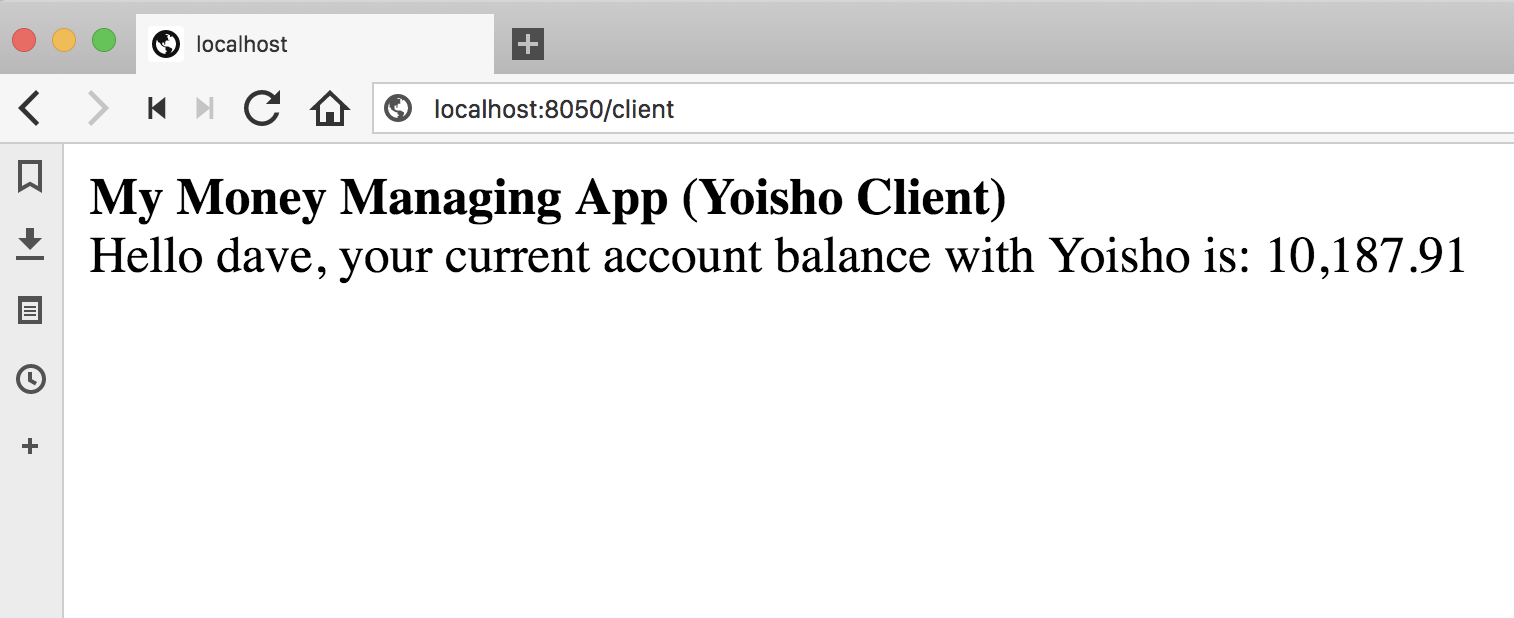 localhost
localhost:8050/client
My Money Managing App (Yoisho Client)
Hello dave, your current account balance with Yoisho is: 10,187.91